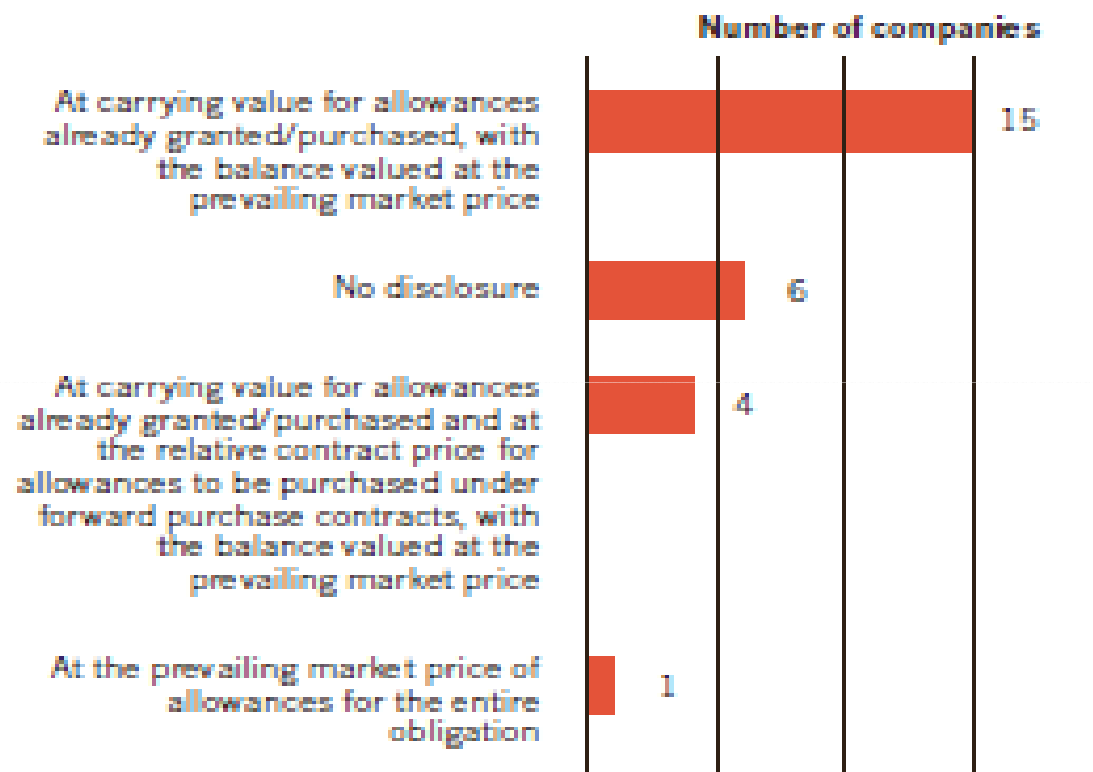 Number of companies
At carrying value for allowances
already granted/purchased, with
the balance valued at the
prevailing market price
15
No disclosure
6
At carrying value for allowances
already granted/purchased and at
the relative contract price for
allowances to be purchased under
forward purchase contracts, with
the balance valued at the
prevailing market price
4
At the prevailing market price of
allowances for the entire
obligation
1